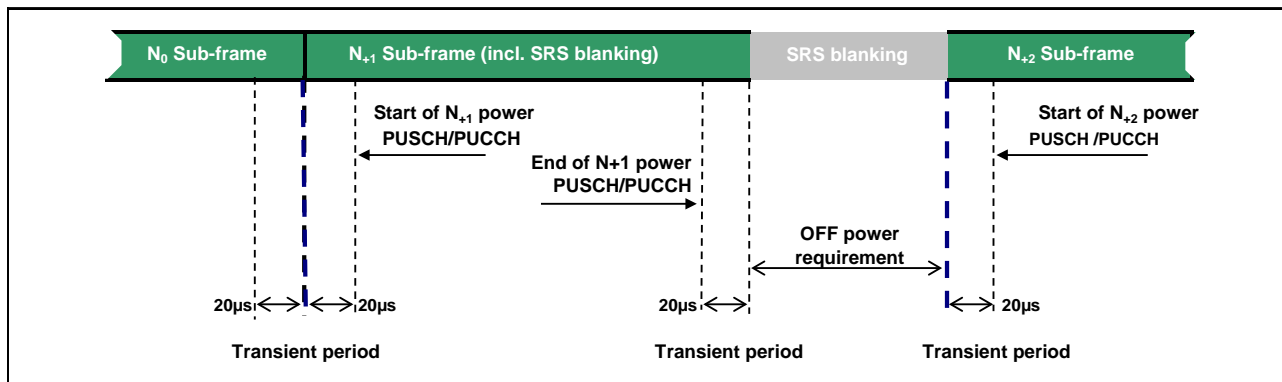 N₀ Sub-frame
N₊₁ Sub-frame (incl. SRS blanking)
SRS blanking
N₊₂ Sub-frame
Start of N₊₁ power
PUSCH/PUCCH
End of N+1 power
PUSCH/PUCCH
Start of N₊₂ power
PUSCH /PUCCH
OFF power
requirement
20µs
20µs
20µs
20µs
Transient period
Transient period
Transient period